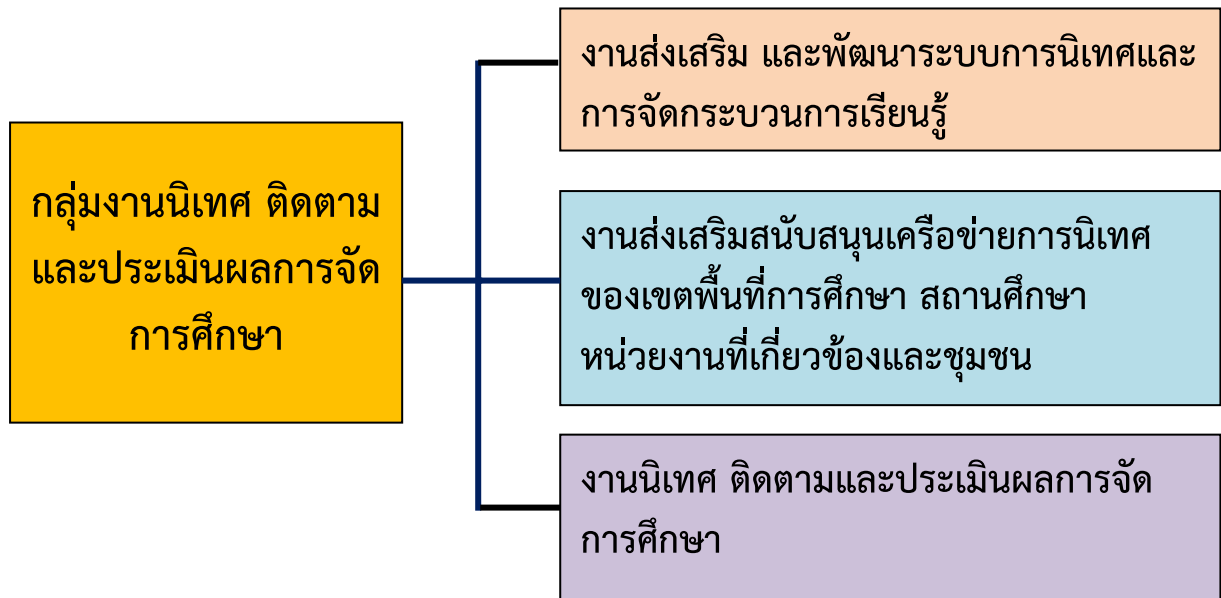 กลุ่มงานนิเทศ ติดตาม
และประเมินผลการจัด
การศึกษา
งานส่งเสริม และพัฒนาระบบการนิเทศและ
การจัดกระบวนการเรียนรู้
งานส่งเสริมสนับสนุนเครือข่ายการนิเทศ
ของเขตพื้นที่การศึกษา สถานศึกษา
หน่วยงานที่เกี่ยวข้องและชุมชน
งานนิเทศ ติดตามและประเมินผลการจัด
การศึกษา